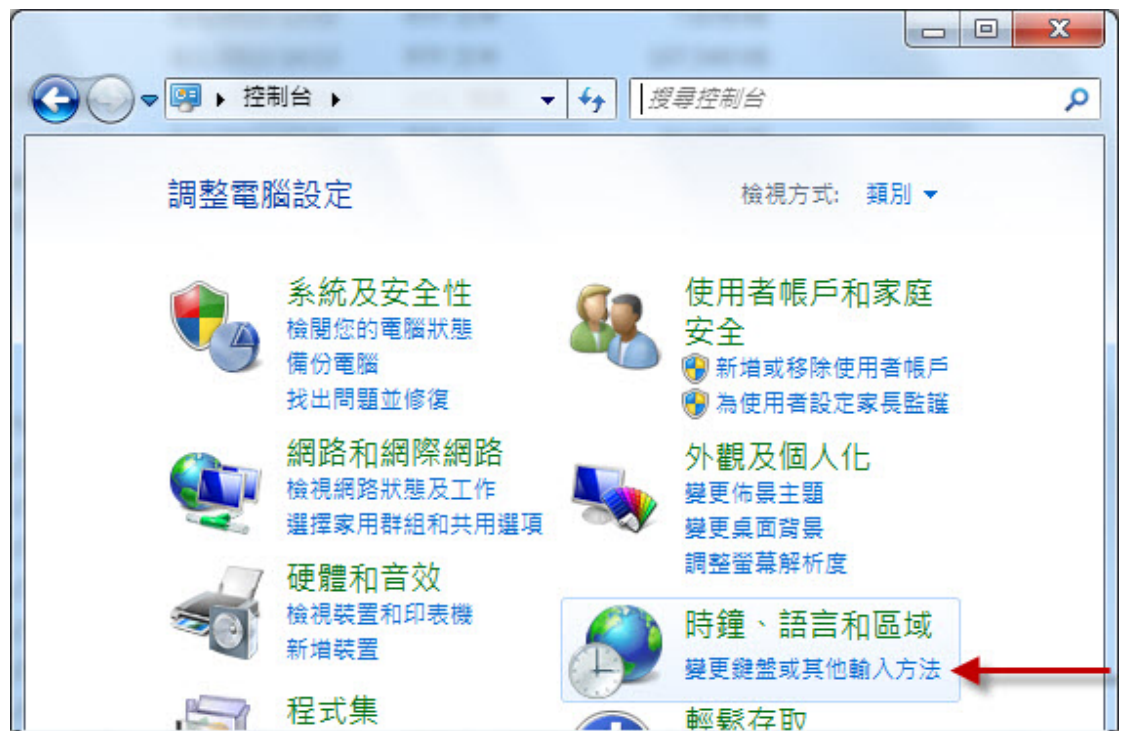 控制台
搜尋控制台
調整電腦設定
檢視方式: 類別
系統及安全性
檢閱您的電腦狀態
備份電腦
找出問題並修復
網路和網際網路
檢視網路狀態及工作
選擇家用群組和共用選項
硬體和音效
檢視裝置和印表機
新增裝置
程式集
使用者帳戶和家庭
安全
新增或移除使用者帳戶
為使用者設定家長監護
外觀及個人化
變更佈景主題
變更桌面背景
調整螢幕解析度
時鐘、語言和區域
變更鍵盤或其他輸入方法
輕鬆存取